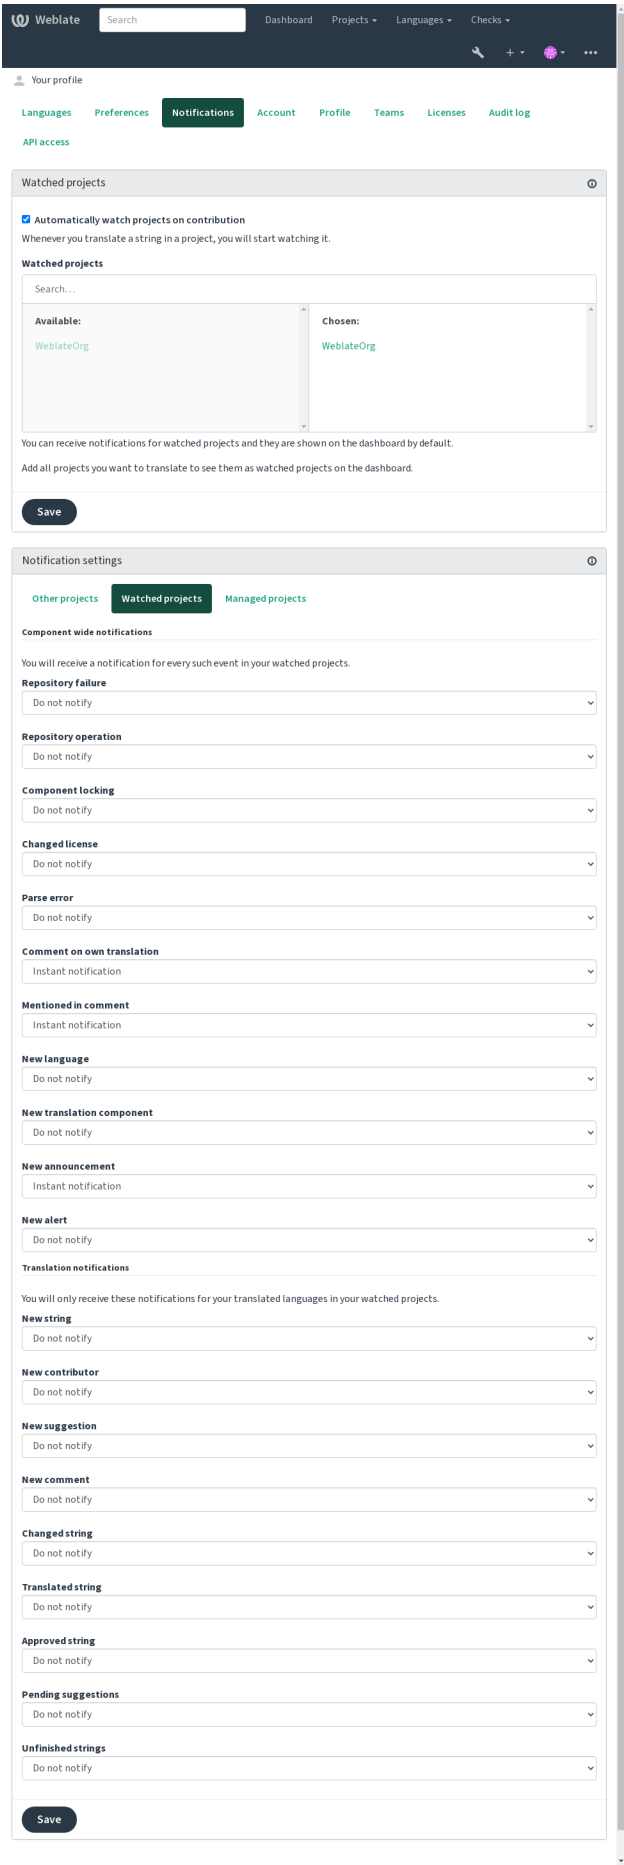 Weblate
Search
Dashboard
Projects
Languages
Checks
Your profile
Languages
Preferences
Notifications
Account
Profile
Teams
Licenses
Audit log
API access
Watched projects
Automatically watch projects on contribution
Whenever you translate a string in a project, you will start watching it.
Watched projects
Search…
Available:
WeblateOrg
Chosen:
WeblateOrg
You can receive notifications for watched projects and they are shown on the dashboard by default.
Add all projects you want to translate to see them as watched projects on the dashboard.
Save
Notification settings
Other projects
Watched projects
Managed projects
Component wide notifications
You will receive a notification for every such event in your watched projects.
Repository failure
Do not notify
Repository operation
Do not notify
Component locking
Do not notify
Changed license
Do not notify
Parse error
Do not notify
Comment on own translation
Instant notification
Mentioned in comment
Instant notification
New language
Do not notify
New translation component
Do not notify
New announcement
Instant notification
New alert
Do not notify
Translation notifications
You will only receive these notifications for your translated languages in your watched projects.
New string
Do not notify
New contributor
Do not notify
New suggestion
Do not notify
New comment
Do not notify
Changed string
Do not notify
Translated string
Do not notify
Approved string
Do not notify
Pending suggestions
Do not notify
Unfinished strings
Do not notify
Save